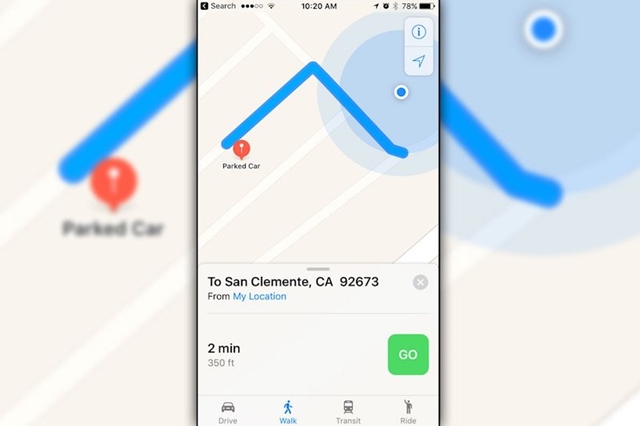 Search 10:20 AM 78%
Parked Car
Parked Car
To San Clemente, CA 92673
From My Location
2 min
350 ft
GO
Drive Walk Transit Ride